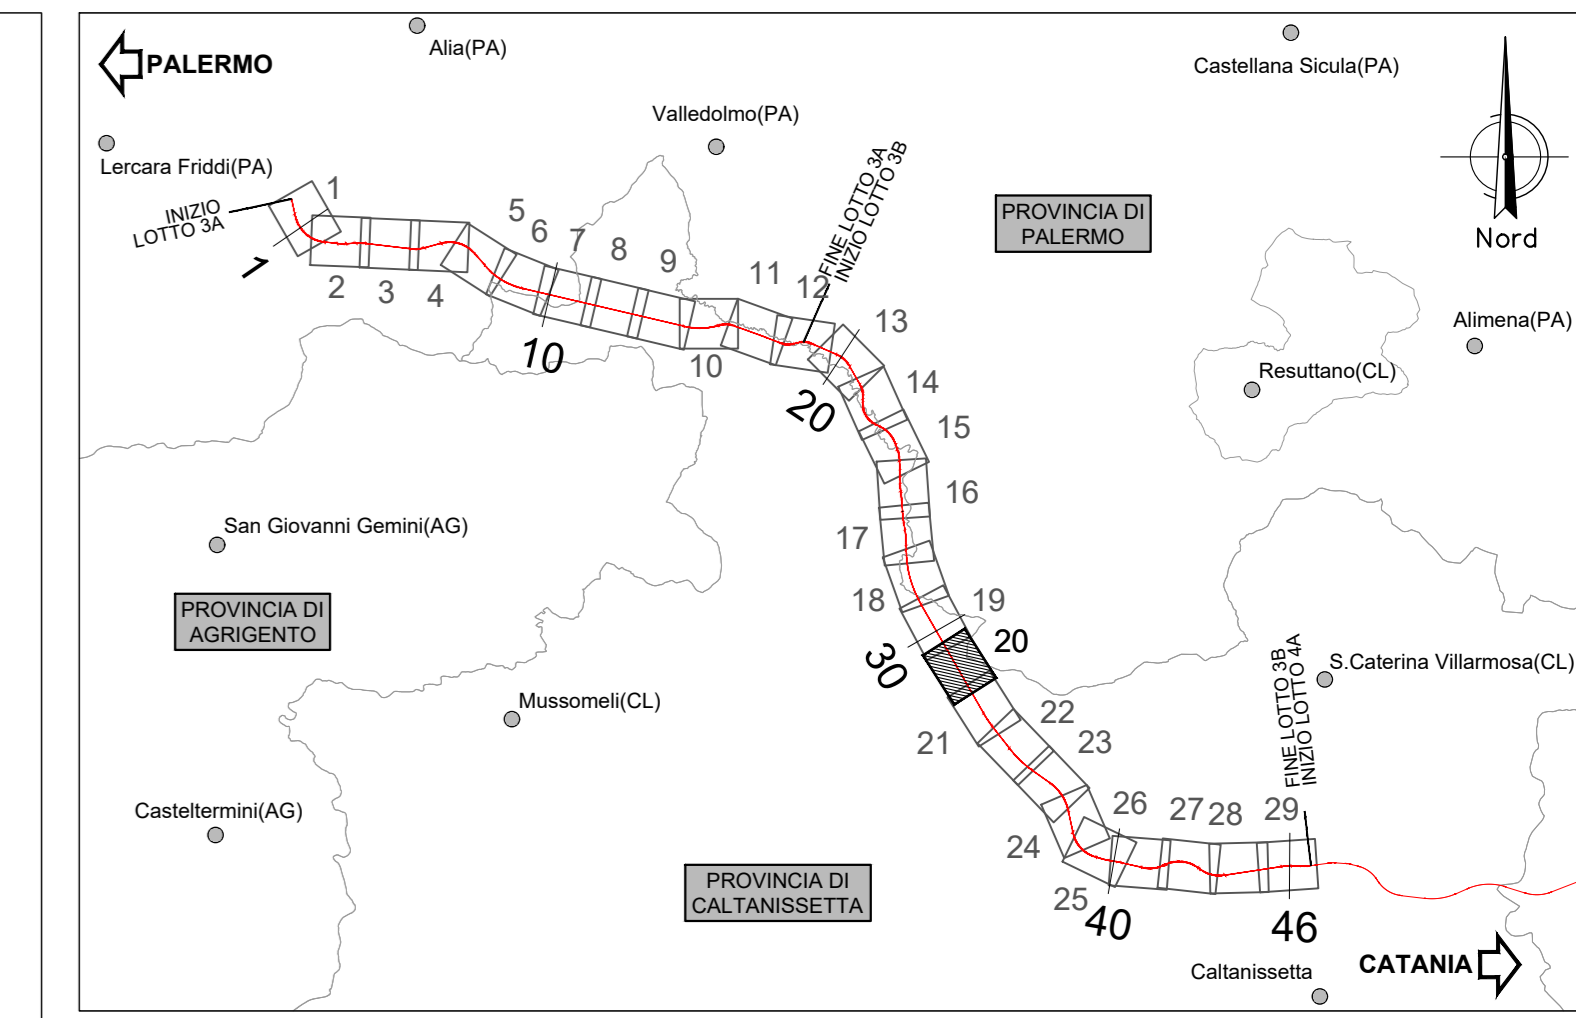 PALERMO
Alia(PA)
Castellana Sicula(PA)
Valledolmo(PA)
Lercara Friddi(PA)
INIZIO
LOTTO 3A
FINE LOTTO 3A
INIZIO LOTTO 3B
PROVINCIA DI
PALERMO
Nord
1
1
2
3
4
5
6
7
8
9
10
10
11
12
13
14
15
16
17
18
19
20
20
Alimena(PA)
Resuttano(CL)
San Giovanni Gemini(AG)
PROVINCIA DI
AGRIGENTO
30
Mussomeli(CL)
S.Caterina Villarmosa(CL)
FINE LOTTO 3B
INIZIO LOTTO 4A
21
22
23
24
25
26
27
28
29
40
46
Casteltermini(AG)
PROVINCIA DI
CALTANISSETTA
Caltanissetta
CATANIA